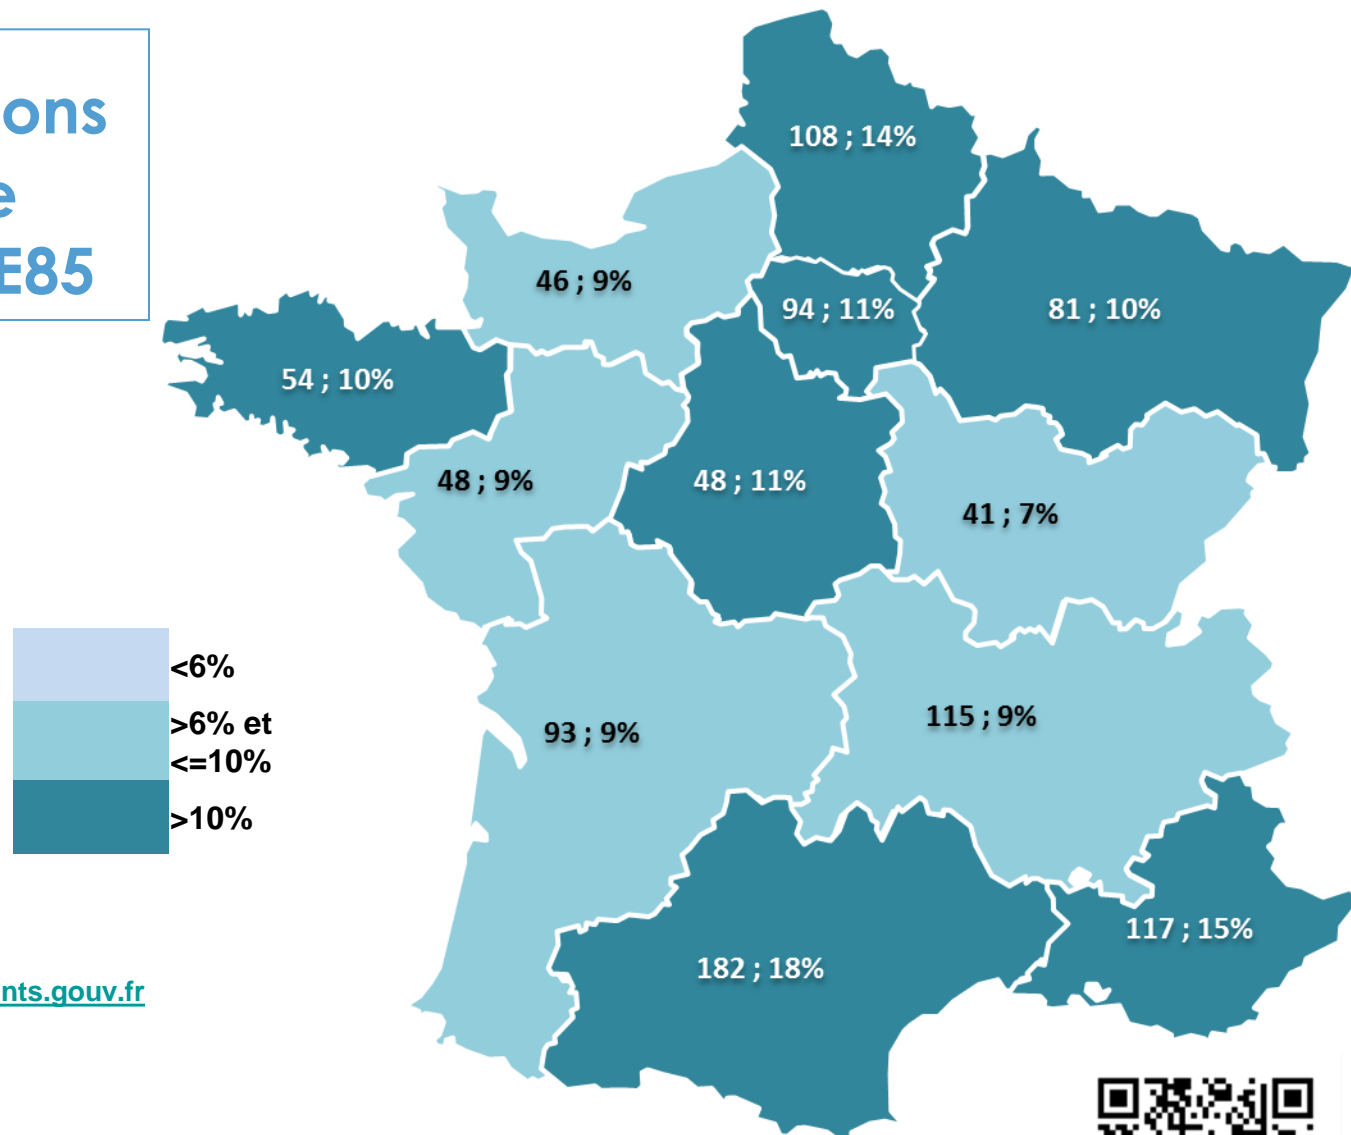 ons
e
E85
108 ; 14%
46 ; 9%
94 ; 11%
81 ; 10%
54 ; 10%
48 ; 9%
48 ; 11%
41 ; 7%
<6%
>6% et
<=10%
>10%
93 ; 9%
115 ; 9%
117 ; 15%
182 ; 18%
nts.gouv.fr